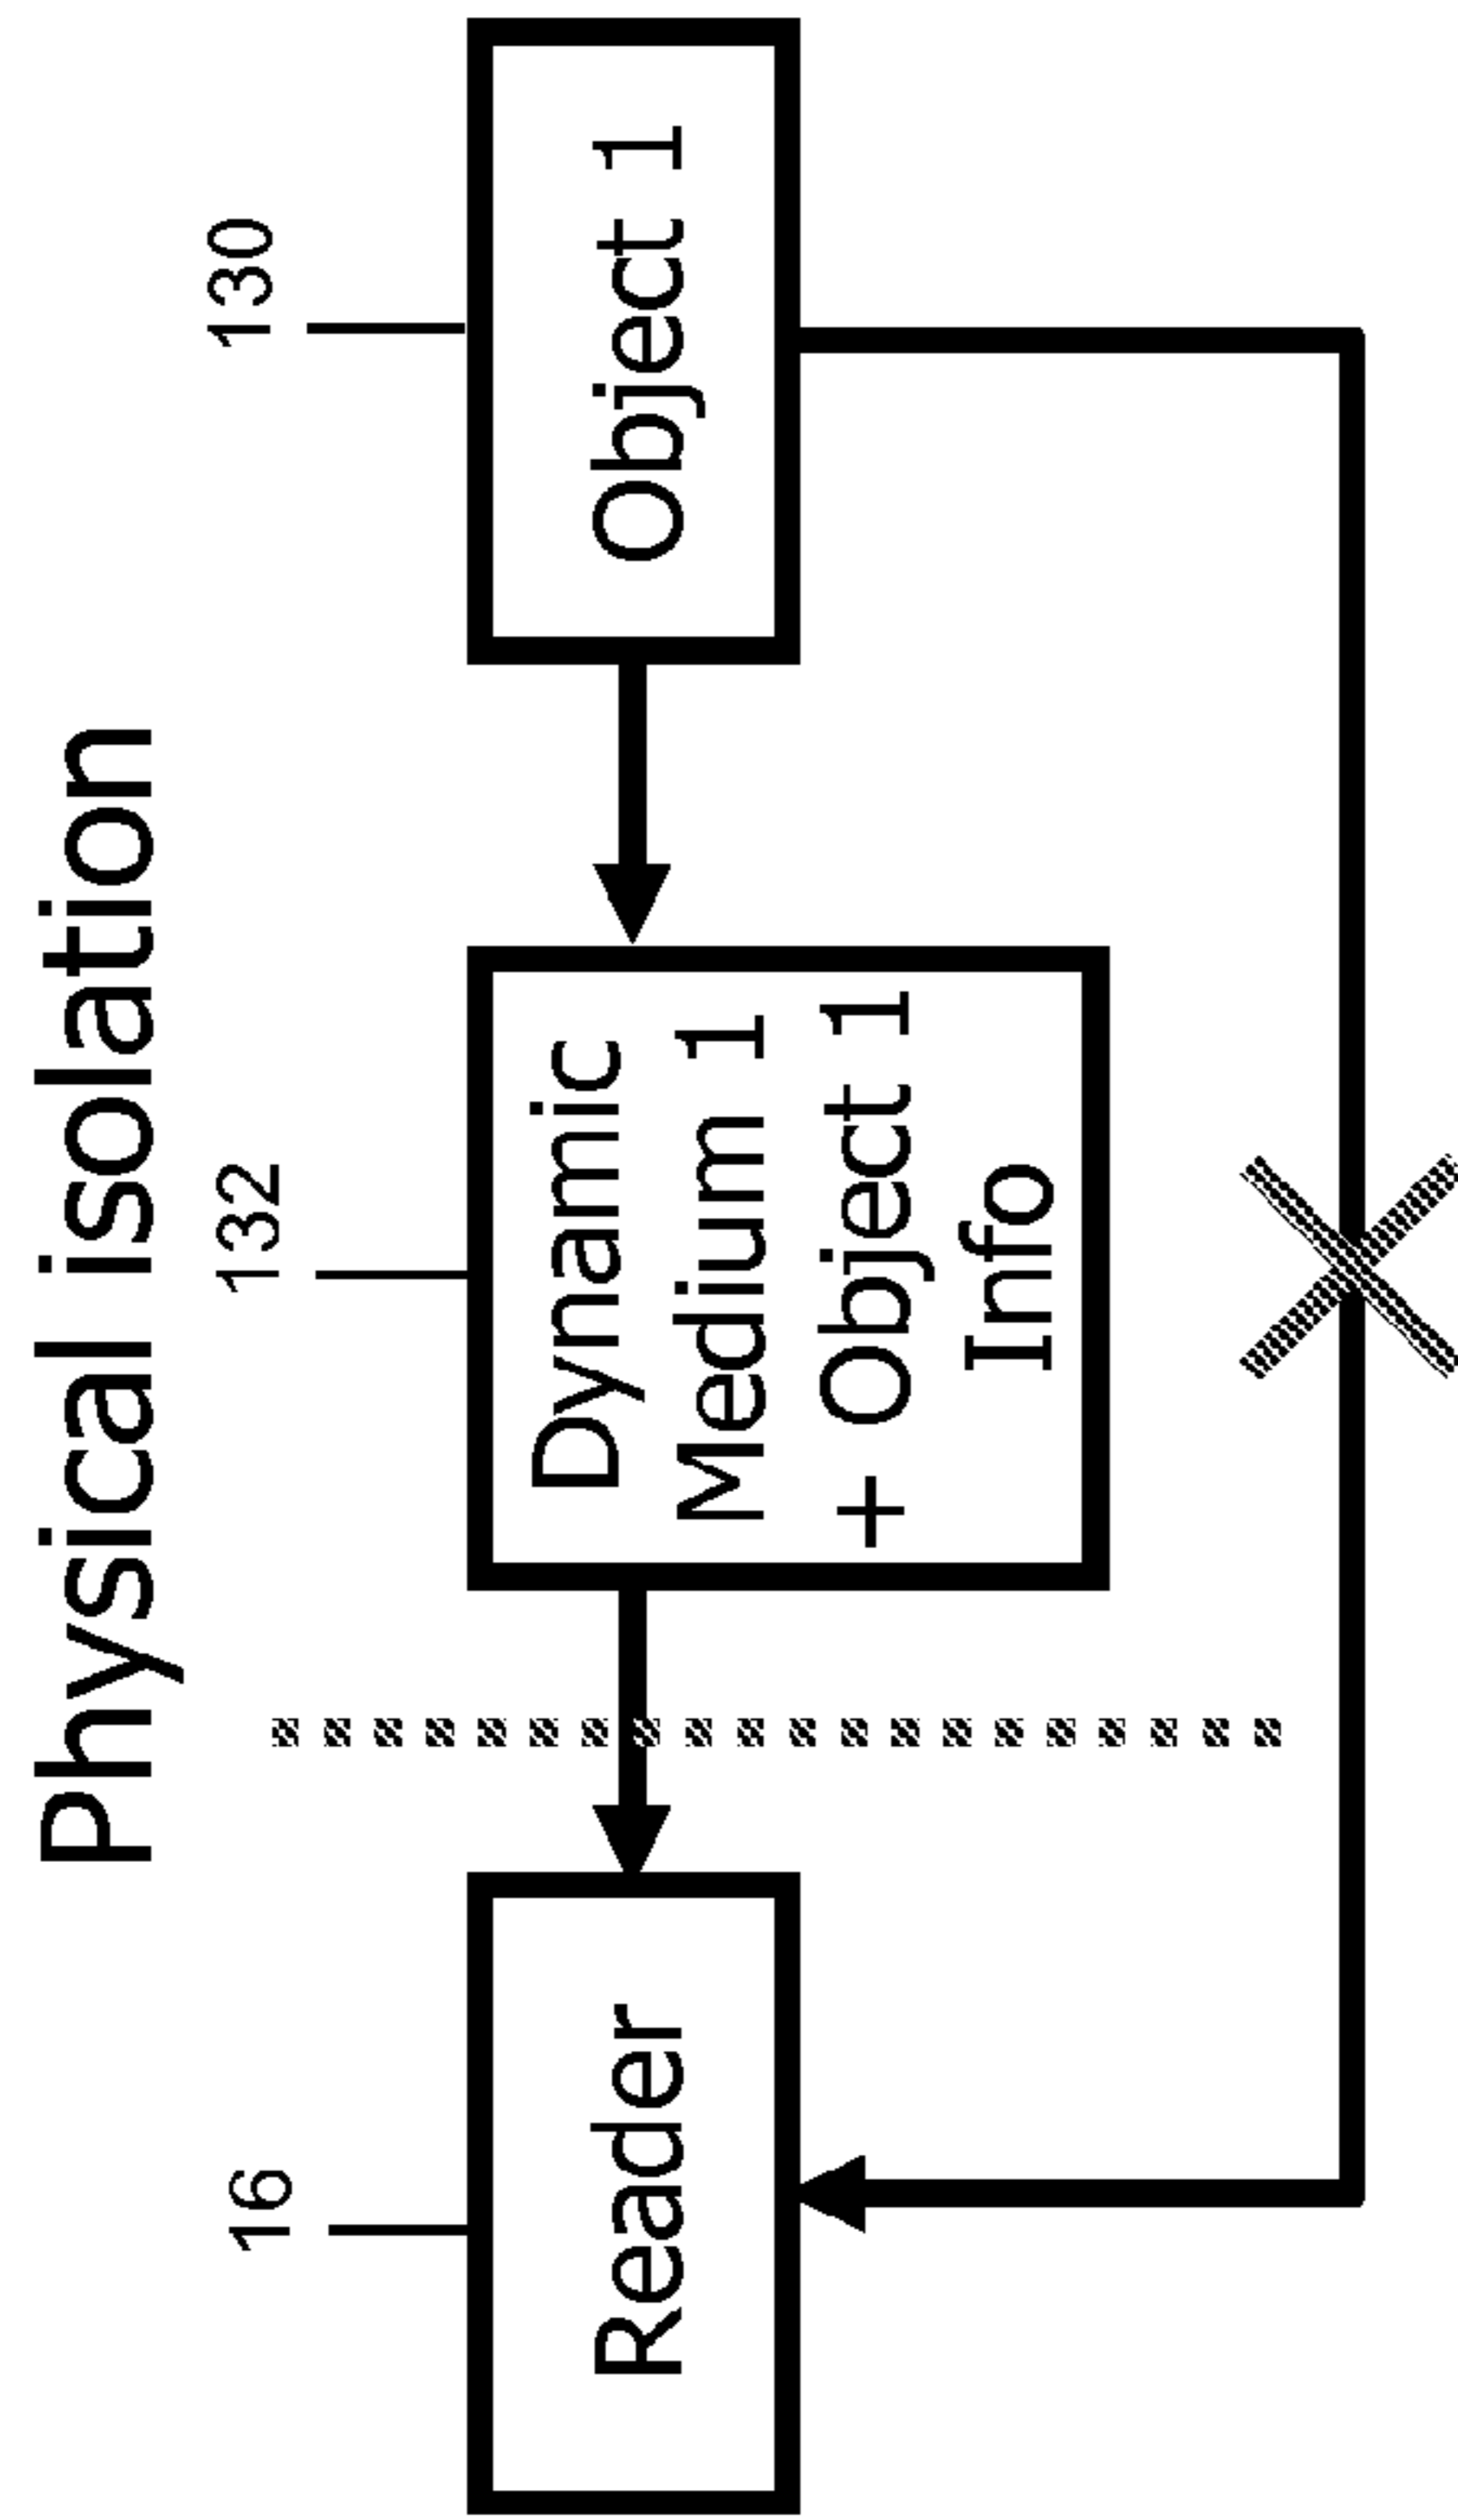 Physical isolation
16
132
130
Reader
Dynamic
Medium 1
+ Object 1
Info
Object 1